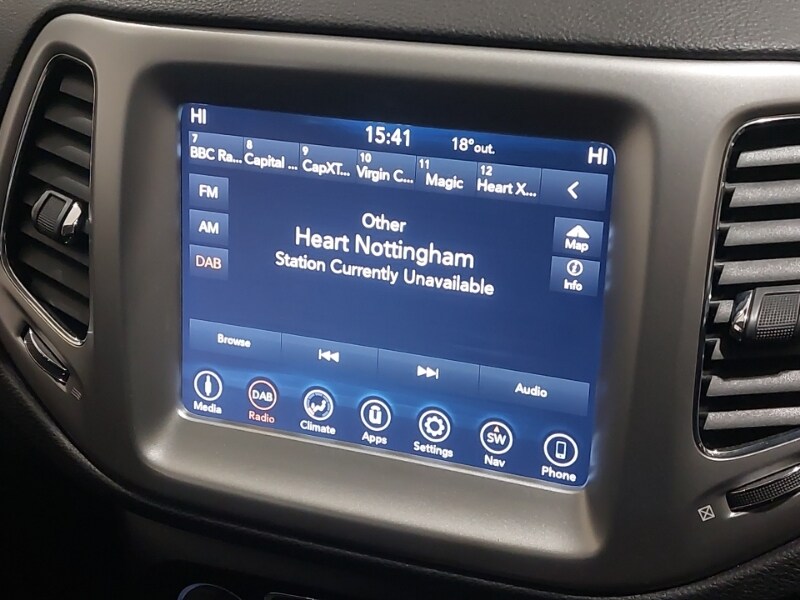 HI
15:41
18°out.
HI
7
BBC Ra...
8
Capital ...
9
CapXT...
10
Virgin C...
11
Magic
12
Heart X...
FM
AM
DAB
Other
Heart Nottingham
Station Currently Unavailable
Map
Info
Browse
Audio
Media
DAB
Radio
Climate
Apps
Settings
SW
Nav
Phone